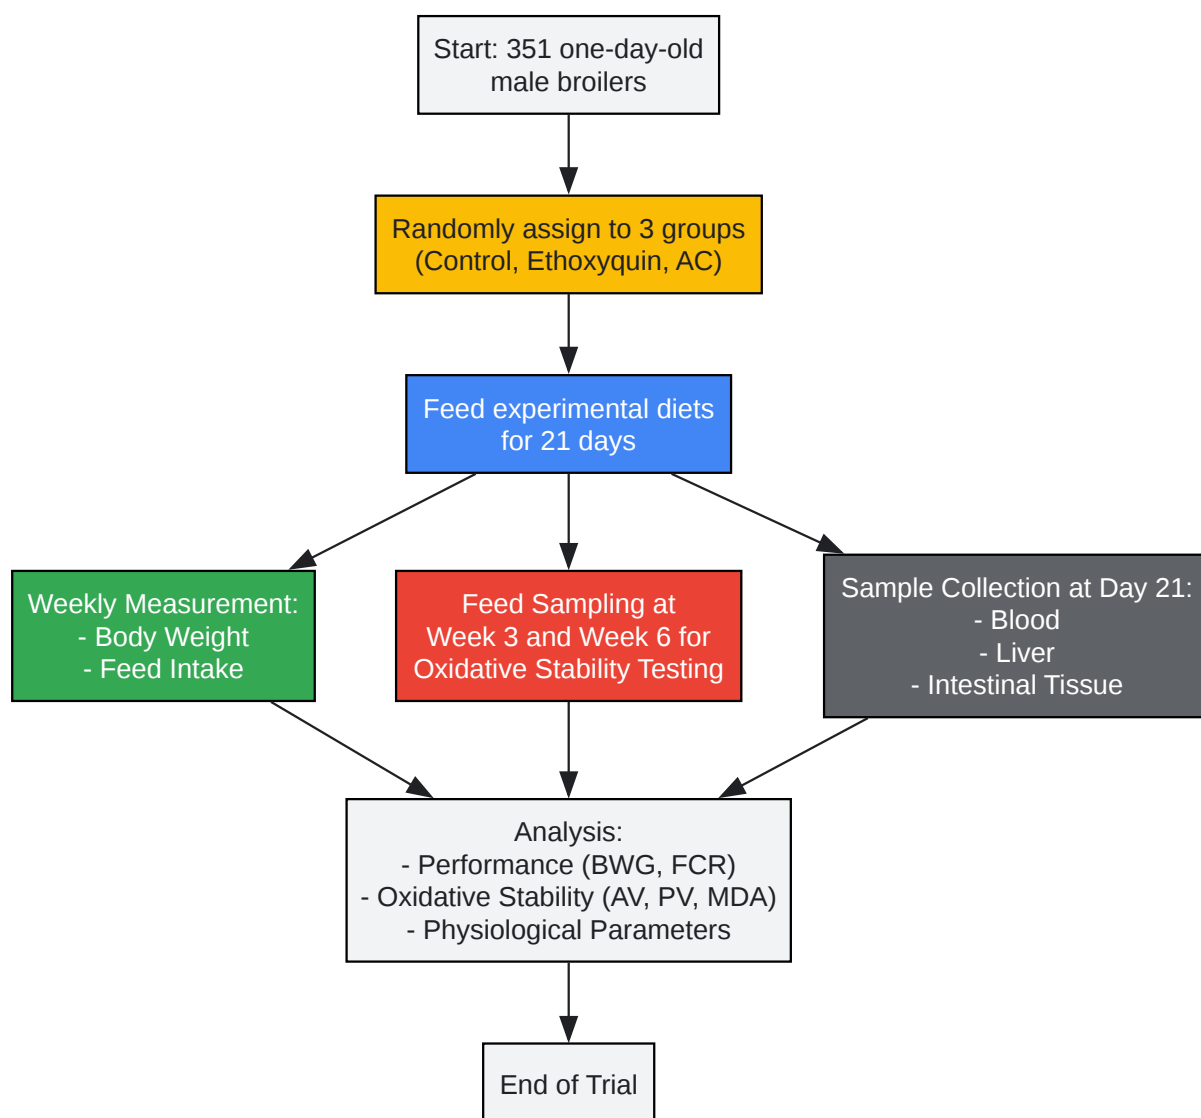 Start: 351 one-day-old
male broilers
Randomly assign to 3 groups
(Control, Ethoxyquin, AC)
Feed experimental diets
for 21 days
Weekly Measurement:
- Body Weight
- Feed Intake
Feed Sampling at
Week 3 and Week 6 for
Oxidative Stability Testing
Sample Collection at Day 21:
- Blood
- Liver
- Intestinal Tissue
Analysis:
- Performance (BWG, FCR)
- Oxidative Stability (AV, PV, MDA)
- Physiological Parameters
End of Trial